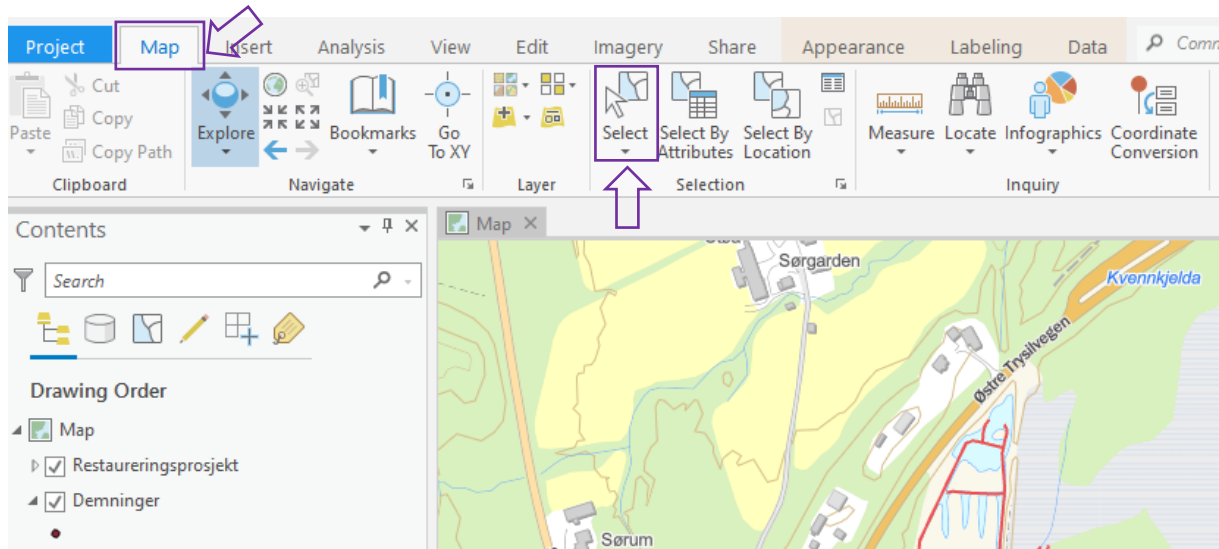 Project Map Insert Analysis View Edit Imagery Share Appearance Labeling Data Comm
Cut
Copy
Copy Path
Paste
Explore
Bookmarks
Go
To XY
Select
Select By
Attributes
Select By
Location
Measure
Locate
Infographics
Coordinate
Conversion
Clipboard Navigate Layer Selection Inquiry
Contents
Search
Drawing Order
Map
Restaureringsprosjekt
Demninger
Map
Sørgarden
Kvennkjelda
Østre Trysilvegen
Sørum